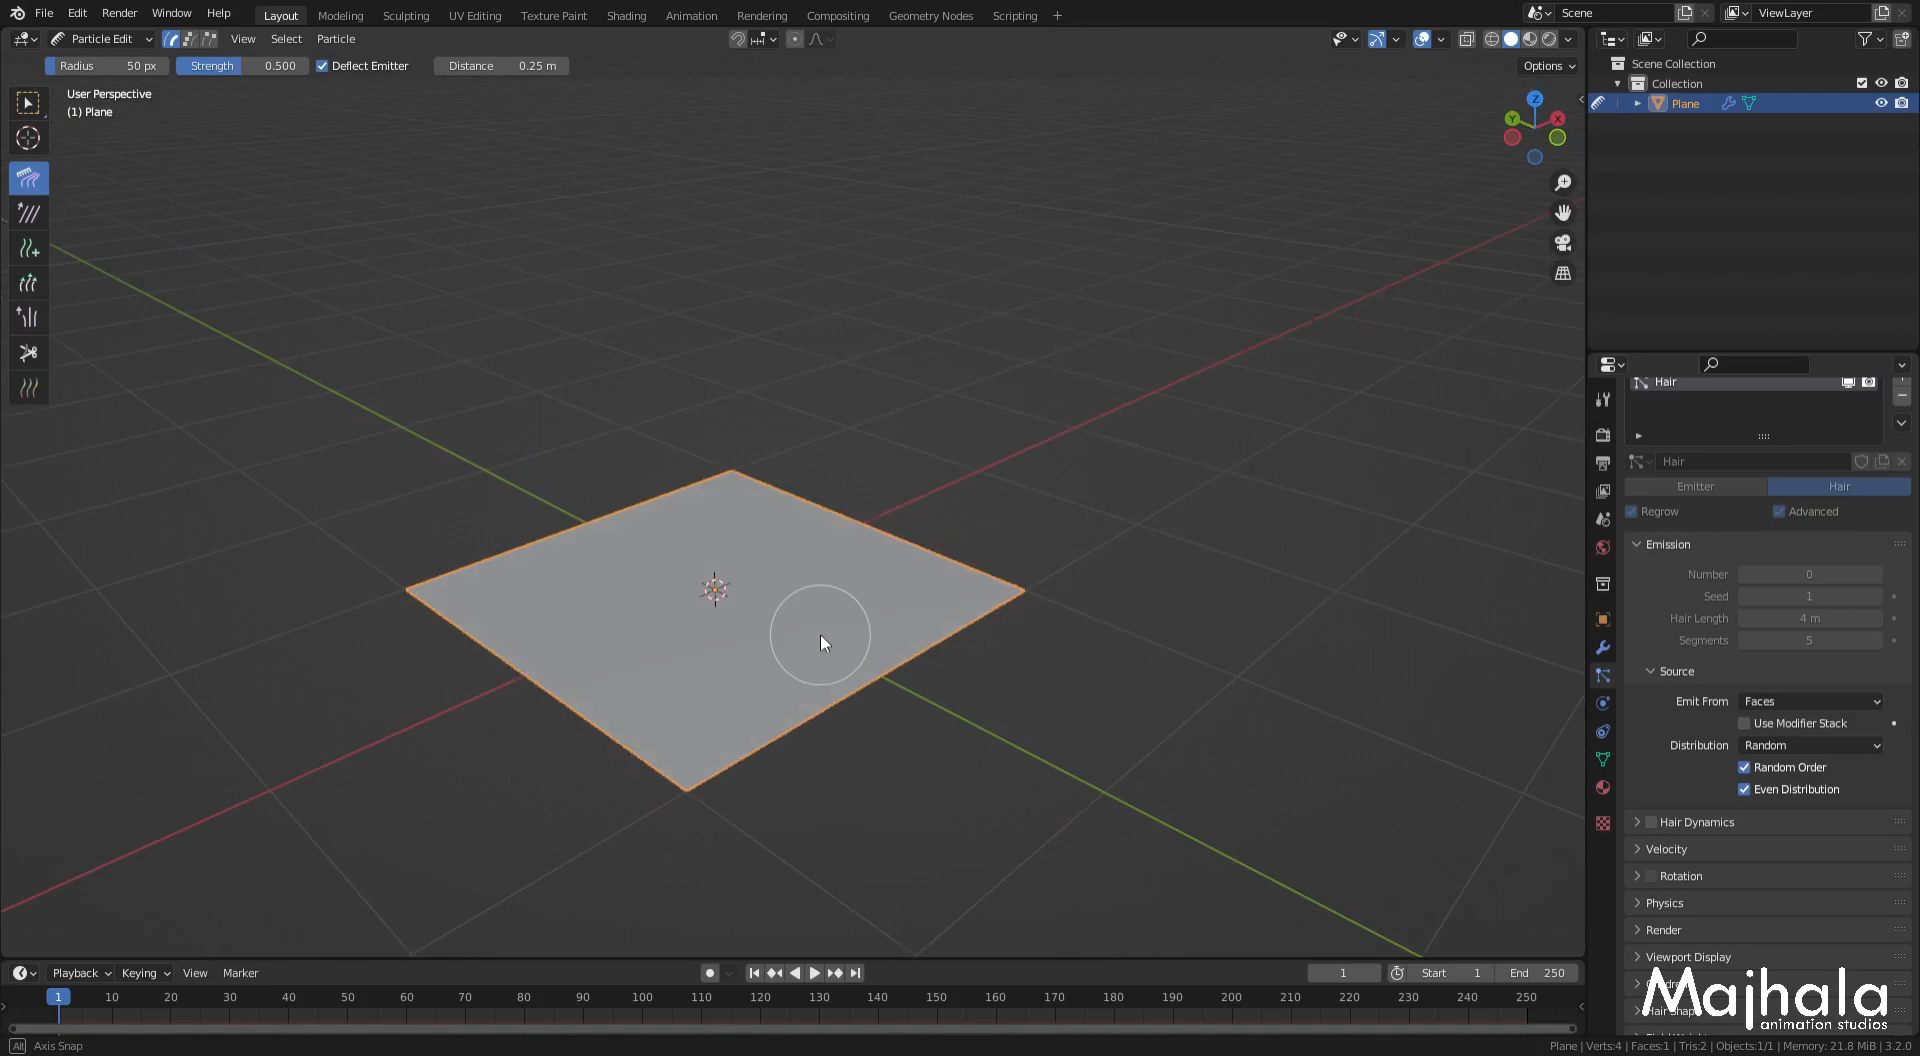 File Edit Render Window Help Layout Modeling Sculpting UV Editing Texture Paint Shading Animation Rendering Compositing Geometry Nodes Scripting + Scene ViewLayer
Particle Edit View Select Particle
Radius 50 px Strength 0.500 Deflect Emitter Distance 0.25 m Options
User Perspective
(1) Plane
Z
Y X
Scene Collection
Collection
Plane
Hair
Hair
Emitter Hair
Regrow Advanced
Emission
Number 0
Seed 1
Hair Length 4 m
Segments 5
Source
Emit From Faces
Use Modifier Stack
Distribution Random
Random Order
Even Distribution
Hair Dynamics
Velocity
Rotation
Physics
Render
Viewport Display
Majhala
animation studios
Playback Keying View Marker 1 Start 1 End 250
1 10 20 30 40 50 60 70 80 90 100 110 120 130 140 150 160 170 180 190 200 210 220 230 240 250
Alt Axis Snap
Plane | Verts:4 | Faces:1 | Tris:2 | Objects:1/1 | Memory: 21.8 MiB | 3.2.0